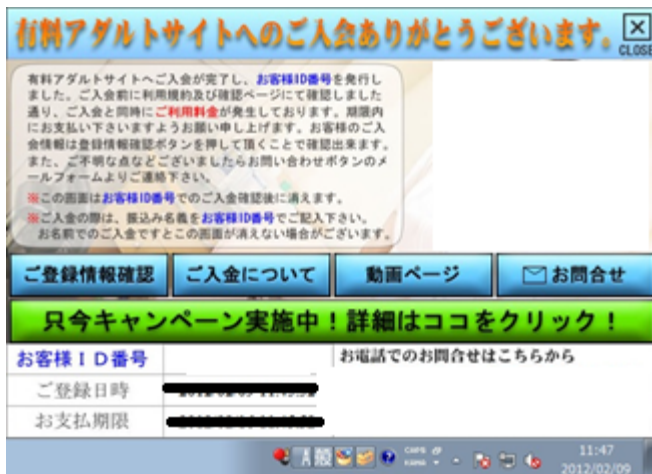 有料アダルトサイトへのご入会ありがとうございます。
CLOSE
有料アダルトサイトへご入会が完了し、お客様ID番号を発行し
ました。ご入会前に利用規約及び確認ページにて確認しました
通り、ご入会と同時にご利用料金が発生しております。期限内
にお支払い下さいますようお願い申し上げます。お客様のご入
会情報は登録情報確認ボタンを押して頂くことで確認出来ます。
また、ご不明な点などございましたらお問い合わせボタンのメ
ールフォームよりご連絡下さい。
※この画面はお客様ID番号でのご入金確認後に消えます。
※ご入金の際は、振込み名義をお客様ID番号でご記入下さい。
お名前でのご入金ですとこの画面が消えない場合がございます。
ご登録情報確認 ご入金について 動画ページ お問合せ
只今キャンペーン実施中！詳細はココをクリック！
お客様ID番号 お電話でのお問合せはこちらから
ご登録日時
お支払期限
A 般 CAPS KANA 11:47
2012/02/09